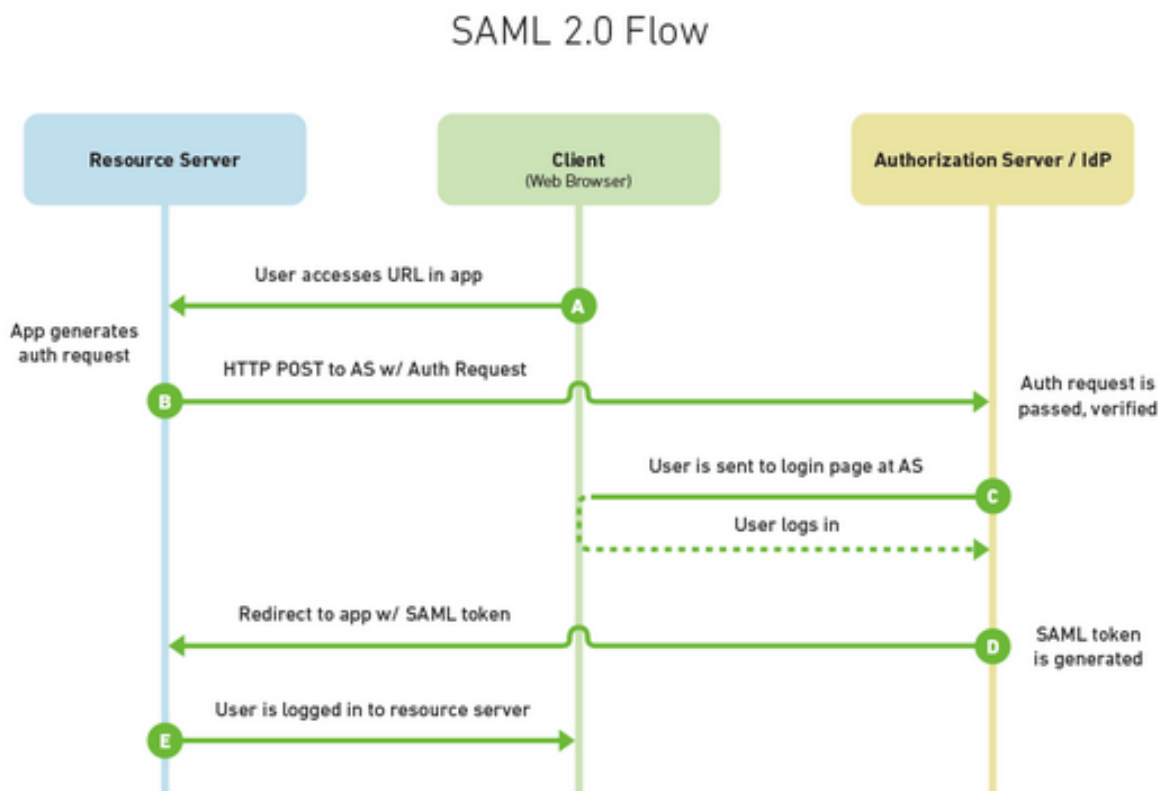 SAML 2.0 Flow
Resource Server
Client
(Web Browser)
Authorization Server / IdP
User accesses URL in app
A
App generates
auth request
HTTP POST to AS w/ Auth Request
B
Auth request is
passed, verified
User is sent to login page at AS
C
User logs in
Redirect to app w/ SAML token
D
SAML token
is generated
User is logged in to resource server
E